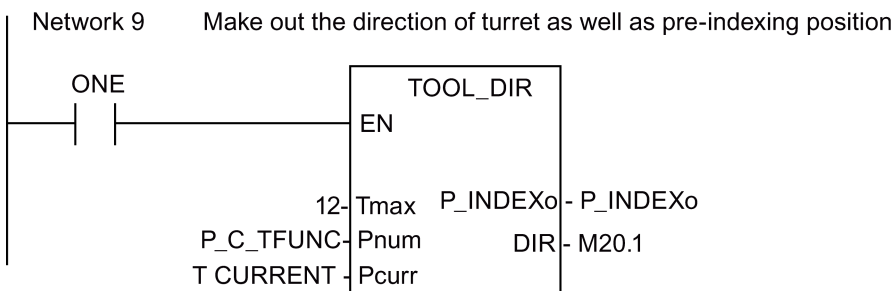 Network 9 Make out the direction of turret as well as pre-indexing position
ONE
TOOL_DIR
EN
12- Tmax P_INDEXo - P_INDEXo
P_C_TFUNC- Pnum DIR - M20.1
T CURRENT - Pcurr